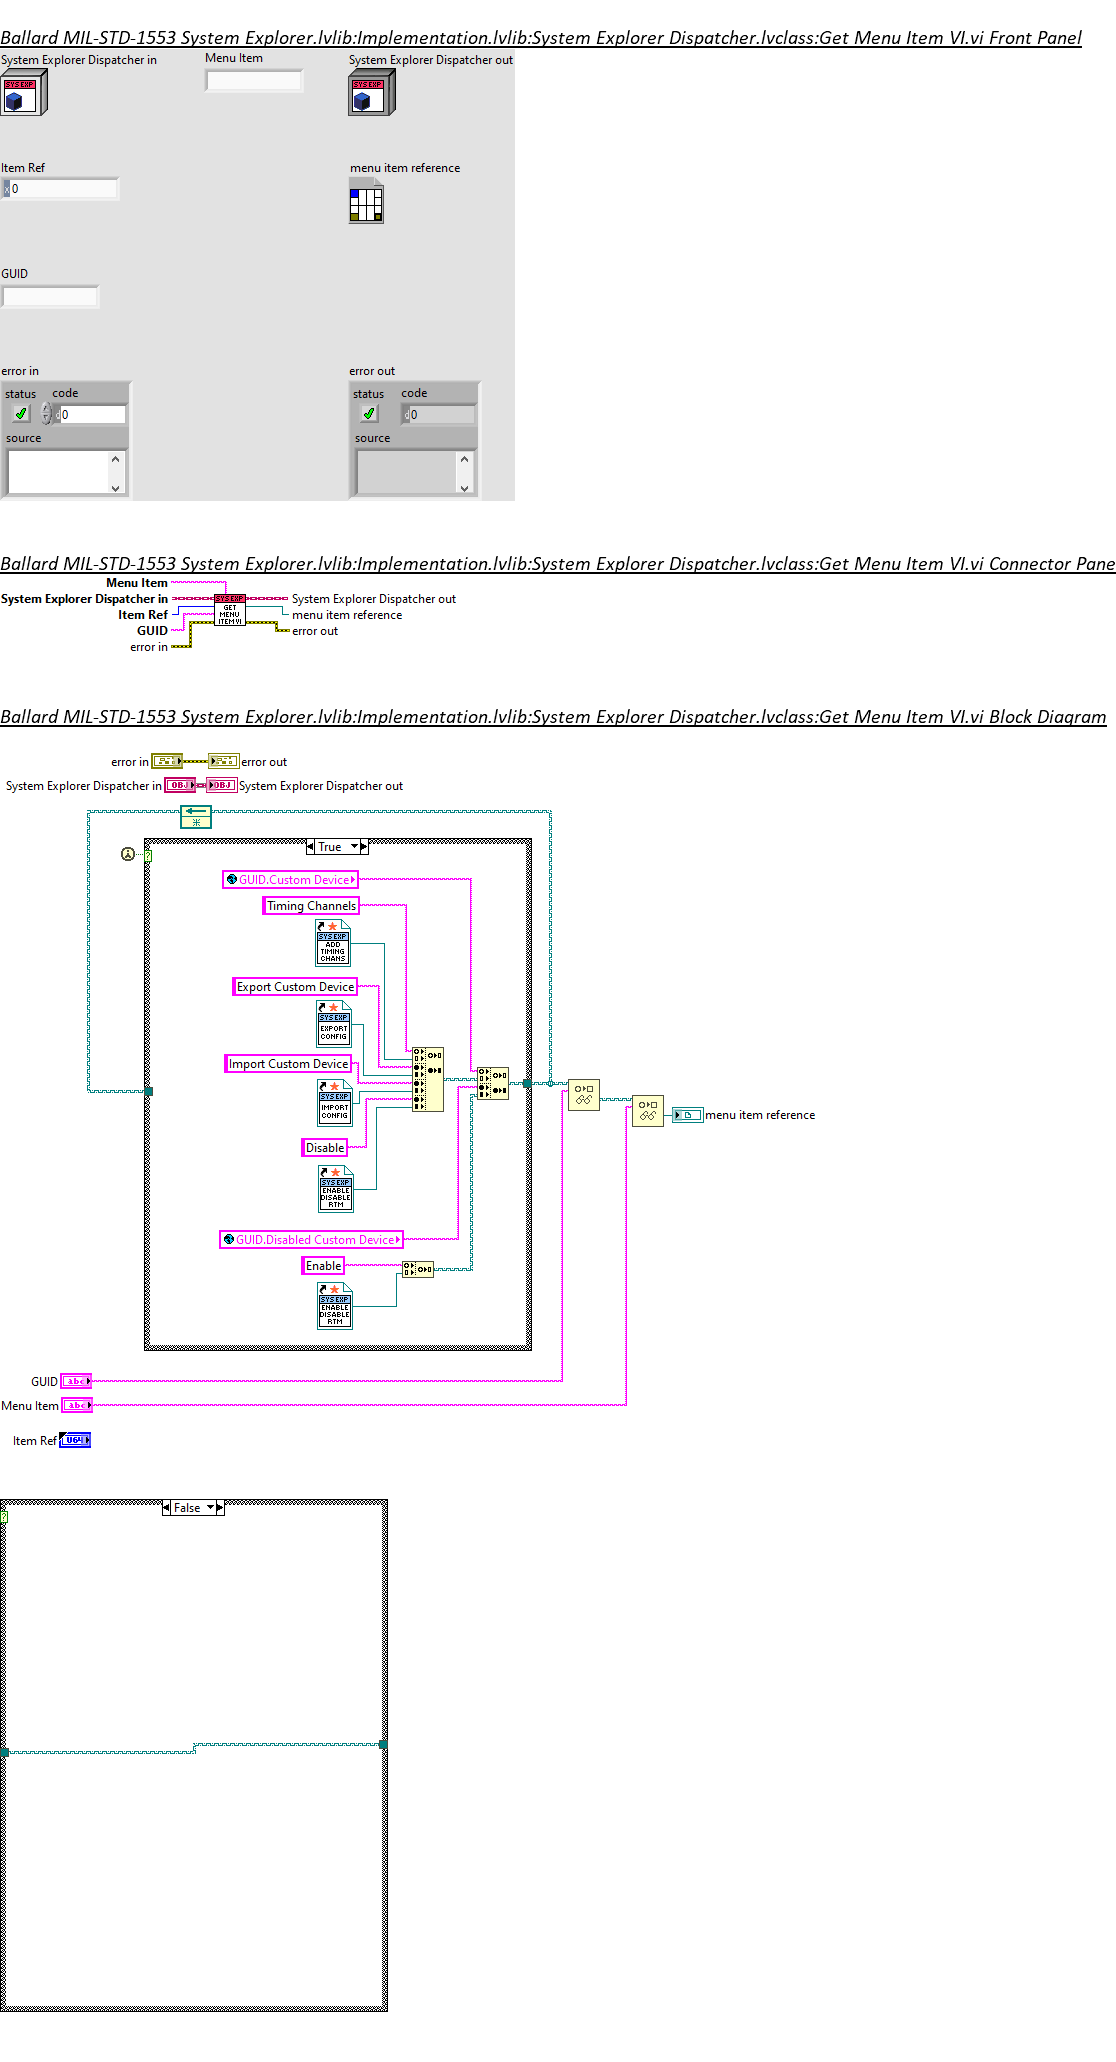 Ballard MIL-STD-1553 System Explorer.lvlib:Implementation.lvlib:System Explorer Dispatcher.lvclass:Get Menu Item VI.vi Front Panel
System Explorer Dispatcher in
Menu Item
System Explorer Dispatcher out
SYS EXP
SYS EXP
Item Ref
menu item reference
x 0
GUID
error in
error out
status code
status code
d 0
d 0
source
source
Ballard MIL-STD-1553 System Explorer.lvlib:Implementation.lvlib:System Explorer Dispatcher.lvclass:Get Menu Item VI.vi Connector Pane
Menu Item
System Explorer Dispatcher in
System Explorer Dispatcher out
Item Ref
menu item reference
GUID
error out
error in
SYS EXP
GET
MENU
ITEM VI
Ballard MIL-STD-1553 System Explorer.lvlib:Implementation.lvlib:System Explorer Dispatcher.lvclass:Get Menu Item VI.vi Block Diagram
error in
error out
System Explorer Dispatcher in
OBJ
OBJ
System Explorer Dispatcher out
True
?
GUID.Custom Device
Timing Channels
SYS EXP
ADD
TIMING
CHANS
Export Custom Device
SYS EXP
EXPORT
CONFIG
Import Custom Device
SYS EXP
IMPORT
CONFIG
menu item reference
Disable
SYS EXP
ENABLE
DISABLE
RTM
GUID.Disabled Custom Device
Enable
SYS EXP
ENABLE
DISABLE
RTM
GUID
abc
Menu Item
abc
Item Ref
U64
False
?